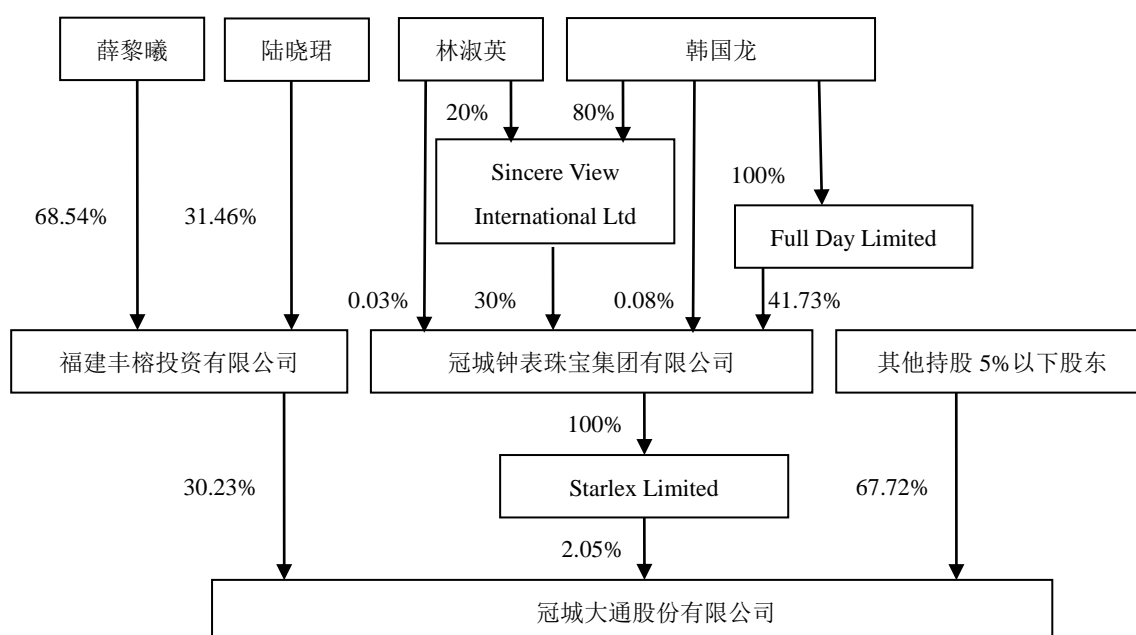 薛黎曦
陆晓珺
林淑英
韩国龙
20%
80%
Sincere View
International Ltd
100%
68.54%
31.46%
Full Day Limited
0.03%
30%
0.08%
41.73%
福建丰榕投资有限公司
冠城钟表珠宝集团有限公司
其他持股 5%以下股东
100%
30.23%
Starlex Limited
67.72%
2.05%
冠城大通股份有限公司